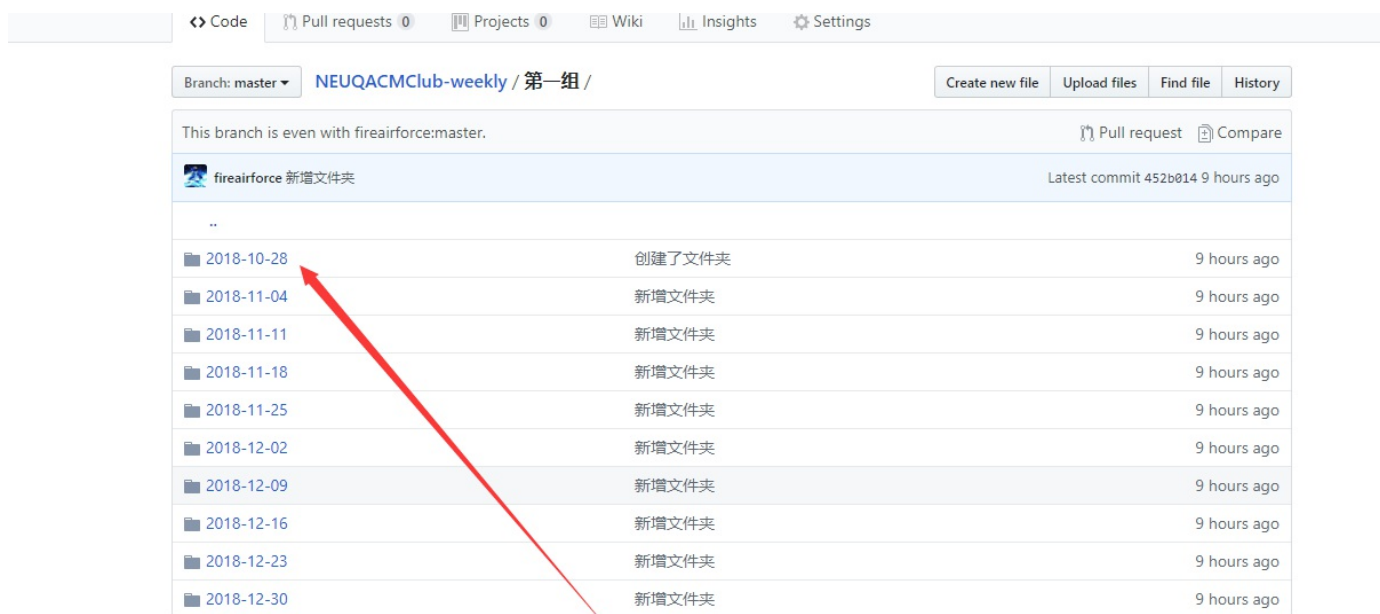 Code Pull requests 0 Projects 0 Wiki Insights Settings
Branch: master NEUQACMClub-weekly / 第一组 / Create new file Upload files Find file History
This branch is even with fireairforce:master. Pull request Compare
fireairforce 新增文件夹 Latest commit 452b014 9 hours ago
..
2018-10-28 创建了文件夹 9 hours ago
2018-11-04 新增文件夹 9 hours ago
2018-11-11 新增文件夹 9 hours ago
2018-11-18 新增文件夹 9 hours ago
2018-11-25 新增文件夹 9 hours ago
2018-12-02 新增文件夹 9 hours ago
2018-12-09 新增文件夹 9 hours ago
2018-12-16 新增文件夹 9 hours ago
2018-12-23 新增文件夹 9 hours ago
2018-12-30 新增文件夹 9 hours ago